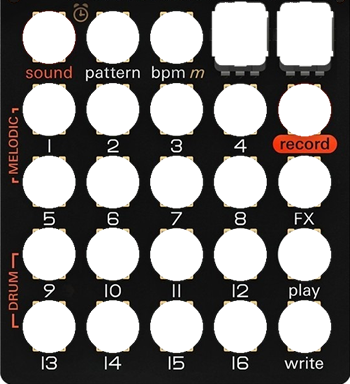 sound pattern bpm m
MELODIC
1 2 3 4 record
5 6 7 8 FX
DRUM
9 10 11 12 play
13 14 15 16 write